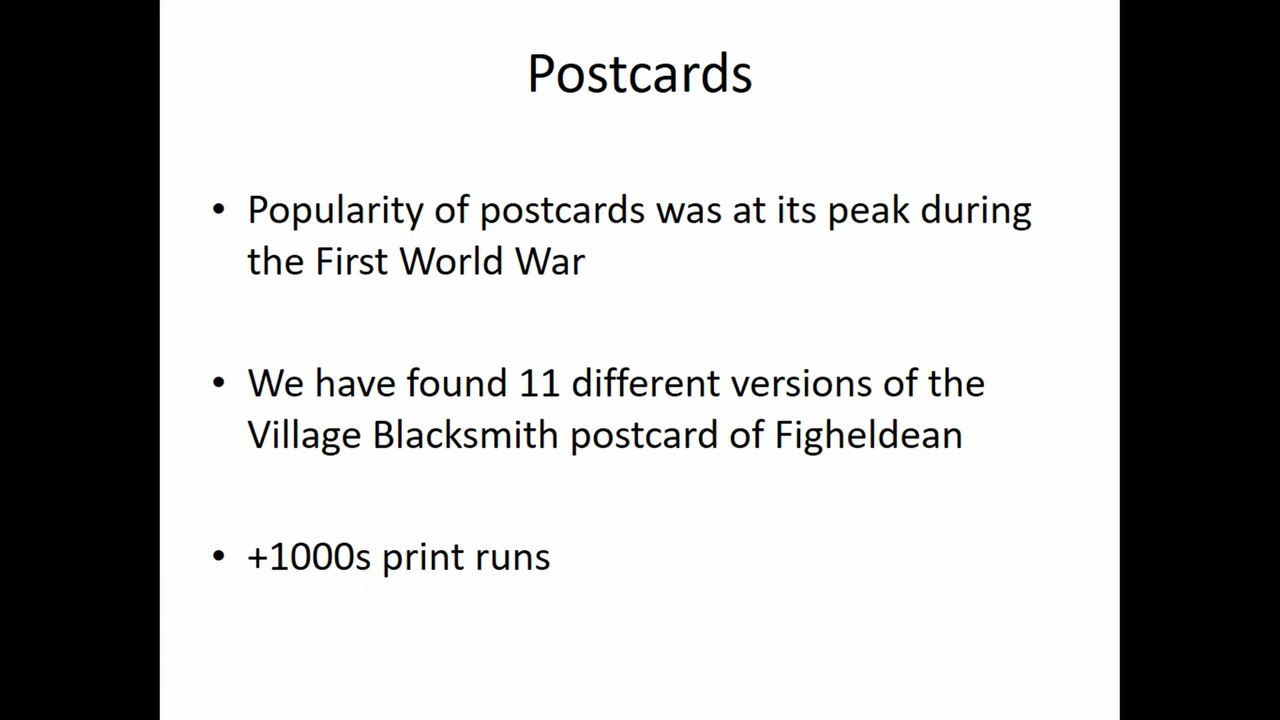 Postcards
• Popularity of postcards was at its peak during
the First World War
• We have found 11 different versions of the
Village Blacksmith postcard of Figheldean
• +1000s print runs